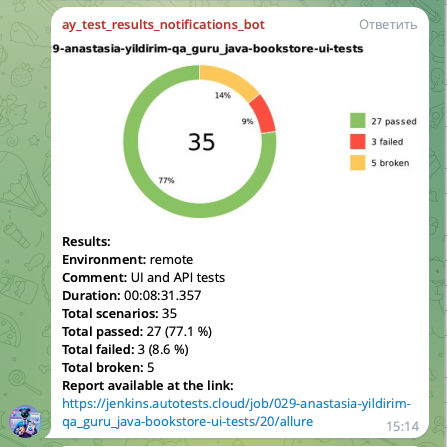 ay_test_results_notifications_bot
Ответить
9-anastasia-yildirim-qa_guru_java-bookstore-ui-tests
14%
9%
35
77%
27 passed
3 failed
5 broken
Results:
Environment: remote
Comment: UI and API tests
Duration: 00:08:31.357
Total scenarios: 35
Total passed: 27 (77.1 %)
Total failed: 3 (8.6 %)
Total broken: 5
Report available at the link:
https://jenkins.autotests.cloud/job/029-anastasia-yildirim-
qa_guru_java-bookstore-ui-tests/20/allure
15:14